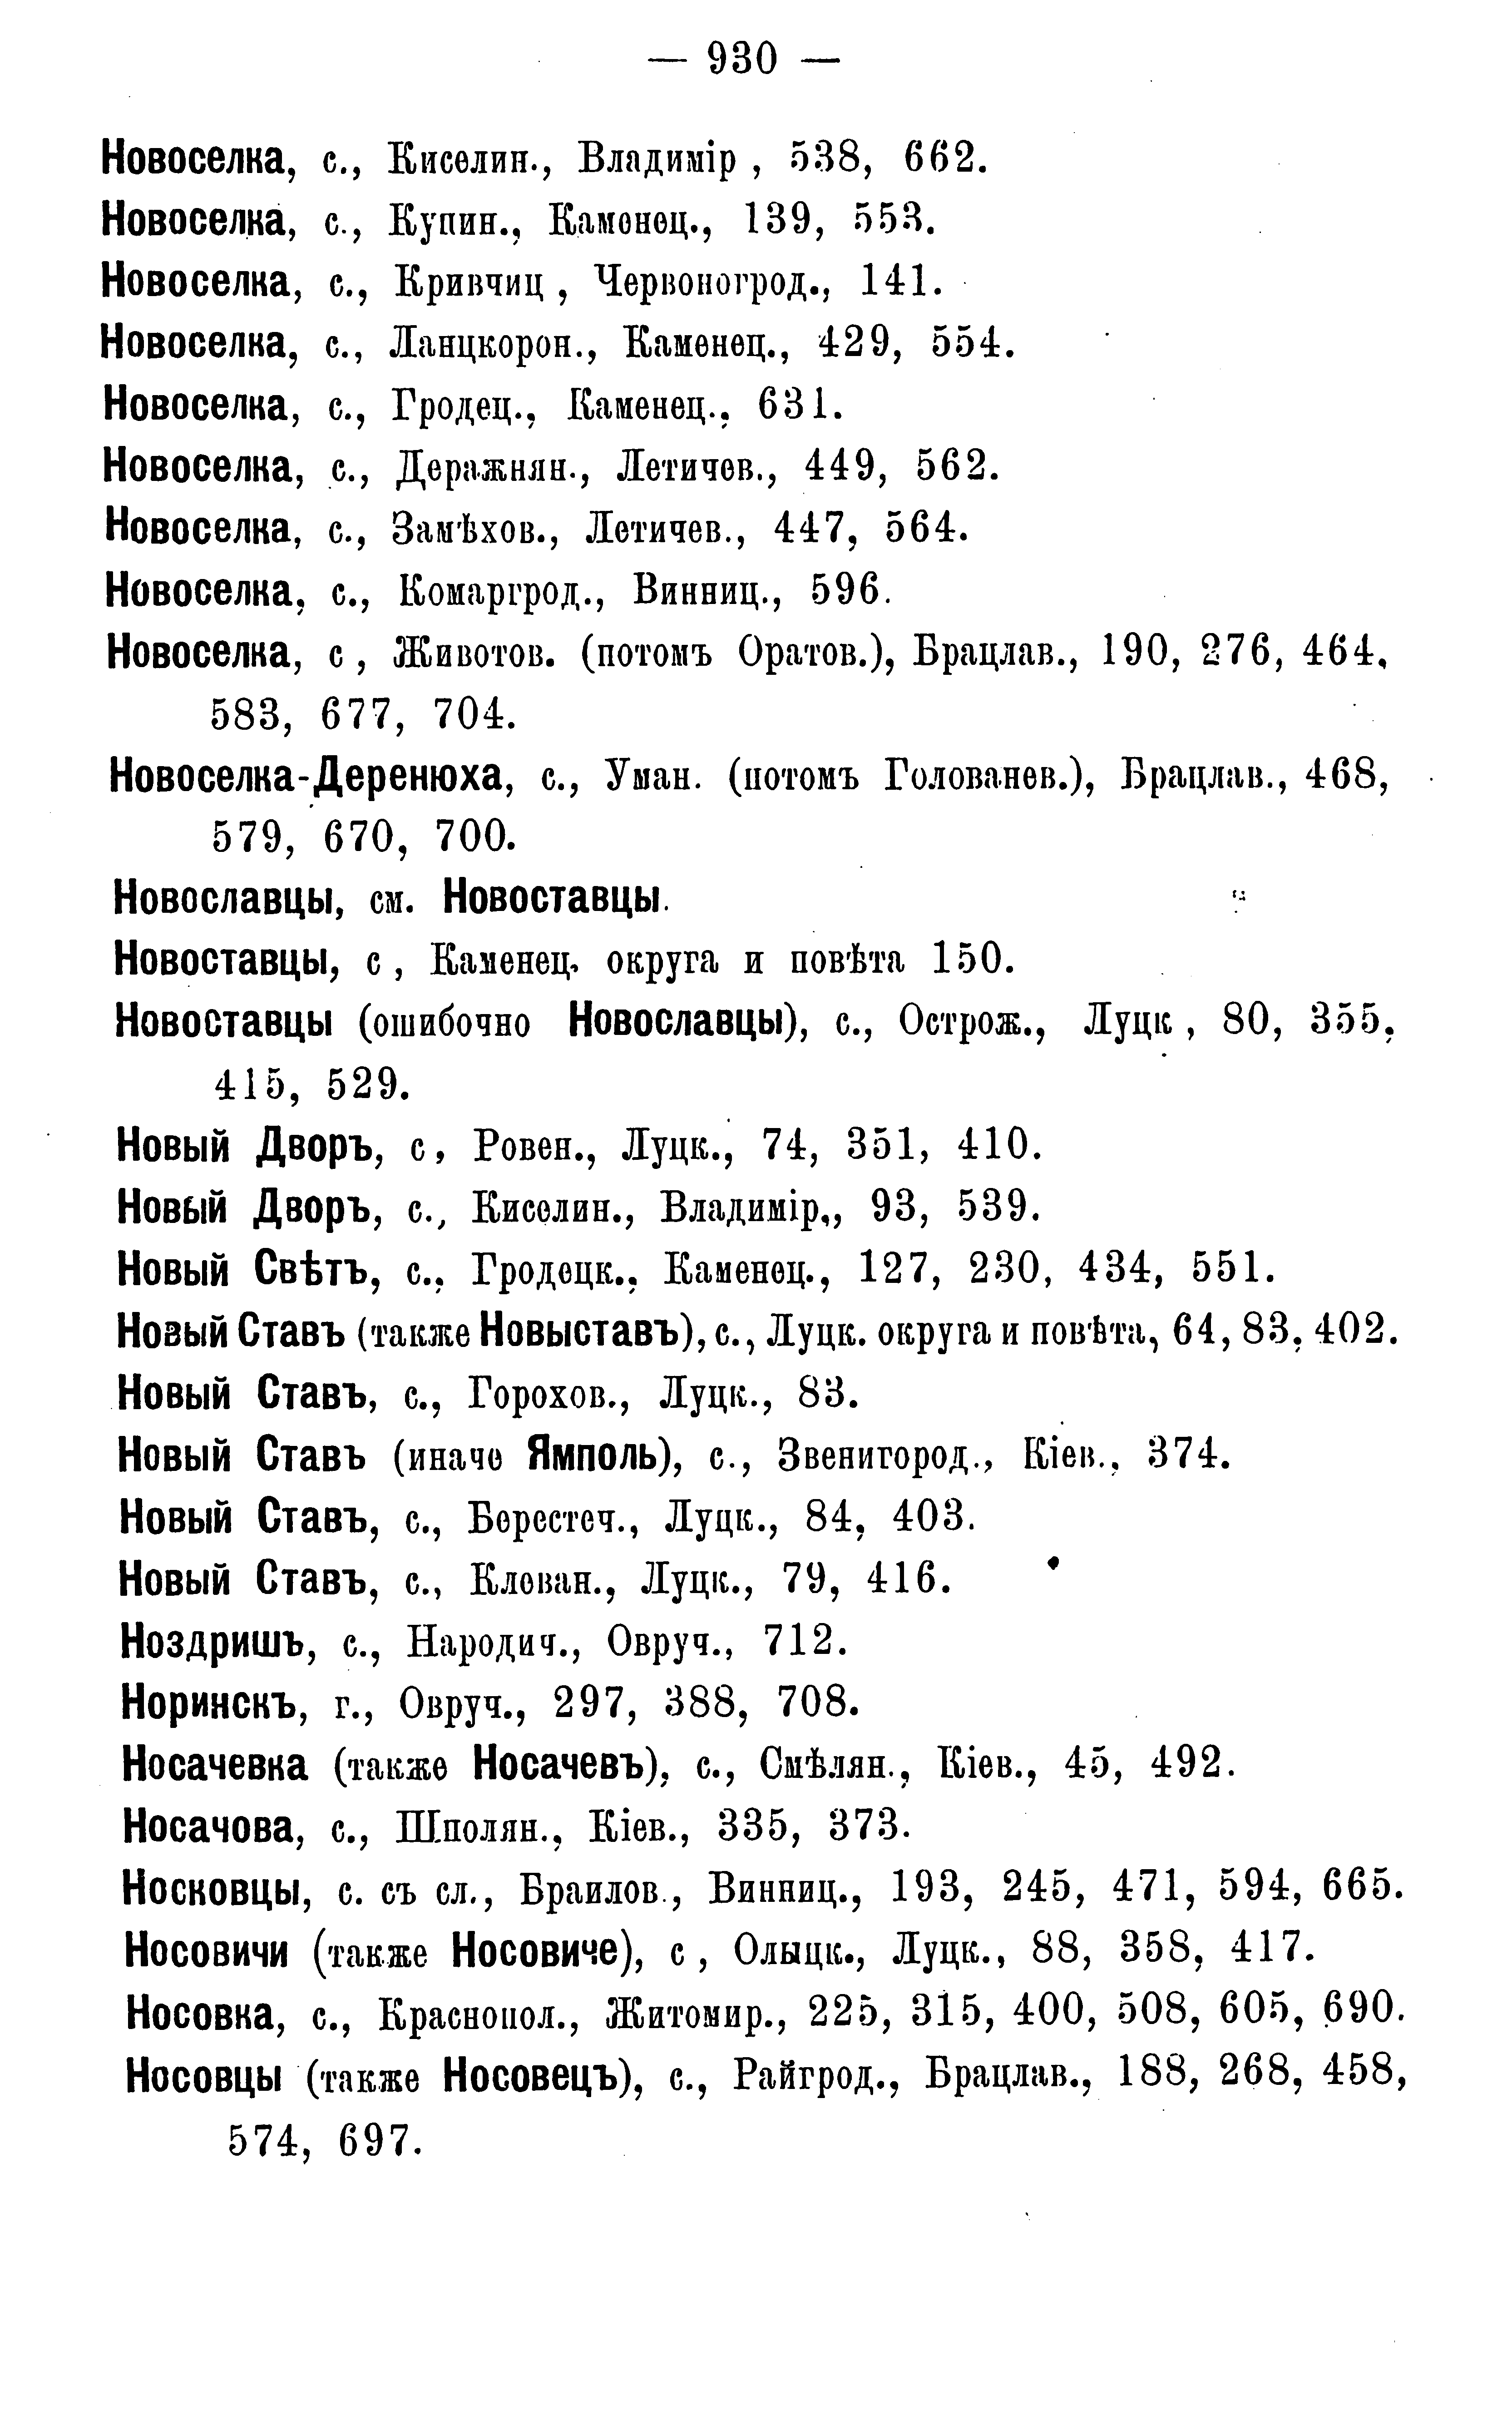 — 930 —
Новоселка, с., Киселин., Владимір , 538, 662.
Новоселка, с., Купин., Каменец., 139, 553.
Новоселка, с., Кривчиц , Червоногрод., 141.
Новоселка, с., Ланцкорон., Каменец., 429, 554.
Новоселка, с., Гродец., Каменец., 631.
Новоселка, с., Деражнян., Летичев., 449, 562.
Новоселка, с., Замѣхов., Летичев., 447, 564.
Новоселка, с., Комаргрод., Винниц., 596.
Новоселка, с , Животов. (потомъ Оратов.), Брацлав., 190, 276, 464,
583, 677, 704.
Новоселка-Деренюха, с., Уман. (потомъ Голованев.), Брацлав., 468,
579, 670, 700.
Новославцы, см. Новоставцы.
Новоставцы, с , Каменец. округа и повѣта 150.
Новоставцы (ошибочно Новославцы), с., Острож., Луцк , 80, 355,
415, 529.
Новый Дворъ, с , Ровен., Луцк., 74, 351, 410.
Новый Дворъ, с., Киселин., Владимір., 93, 539.
Новый Свѣтъ, с., Гродецк., Каменец., 127, 230, 434, 551.
Новый Ставъ (также Новыставъ), с., Луцк. округа и повѣта, 64, 83, 402.
Новый Ставъ, с., Горохов., Луцк., 83.
Новый Ставъ (иначе Ямполь), с., Звенигород., Кіев., 374.
Новый Ставъ, с., Берестеч., Луцк., 84, 403.
Новый Ставъ, с., Клеван., Луцк., 79, 416.
Ноздришъ, с., Народич., Овруч., 712.
Норинскъ, г., Овруч., 297, 388, 708.
Носачевка (также Носачевъ), с., Смѣлян., Кіев., 45, 492.
Носачова, с., Шполян., Кіев., 335, 373.
Носковцы, с. съ сл., Браилов., Винниц., 193, 245, 471, 594, 665.
Носовичи (также Носовиче), с , Олыцк., Луцк., 88, 358, 417.
Носовка, с., Краснопол., Житомир., 225, 315, 400, 508, 605, 690.
Носовцы (также Носовецъ), с., Райгрод., Брацлав., 188, 268, 458,
574, 697.